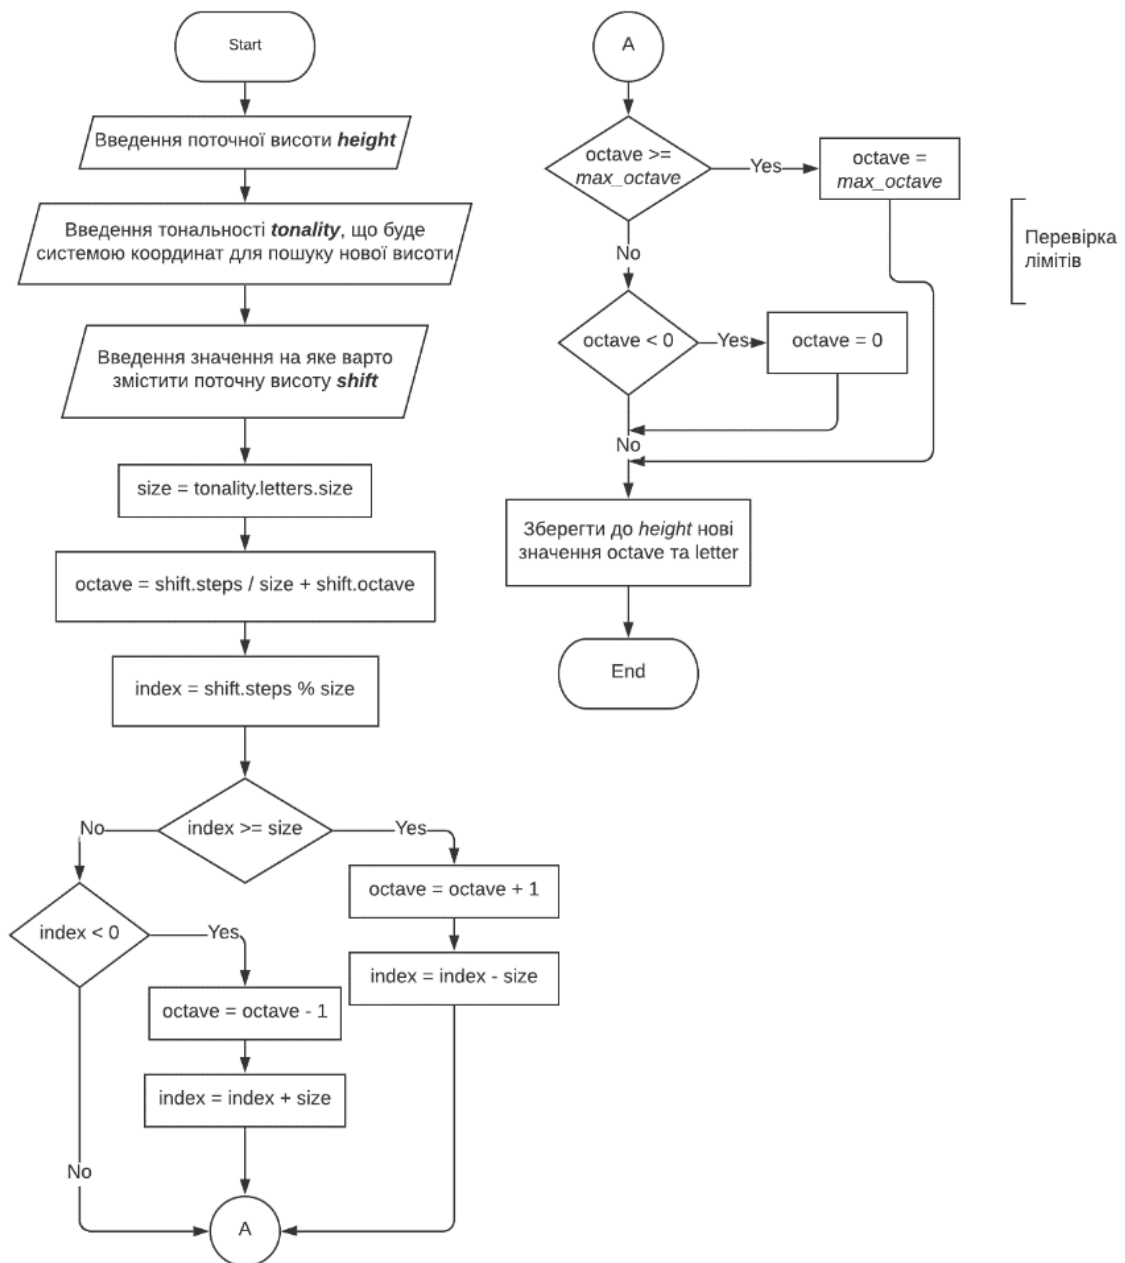 Start
Введення поточної висоти height
Введення тональності tonality, що буде
системою координат для пошуку нової висоти
Введення значення на яке варто
змістити поточну висоту shift
size = tonality.letters.size
octave = shift.steps / size + shift.octave
index = shift.steps % size
index >= size
No
Yes
octave = octave + 1
index = index - size
index < 0
Yes
octave = octave - 1
index = index + size
No
A
A
octave >=
max_octave
Yes
octave =
max_octave
No
Перевірка
лімітів
octave < 0
Yes
octave = 0
No
Зберегти до height нові
значення octave та letter
End